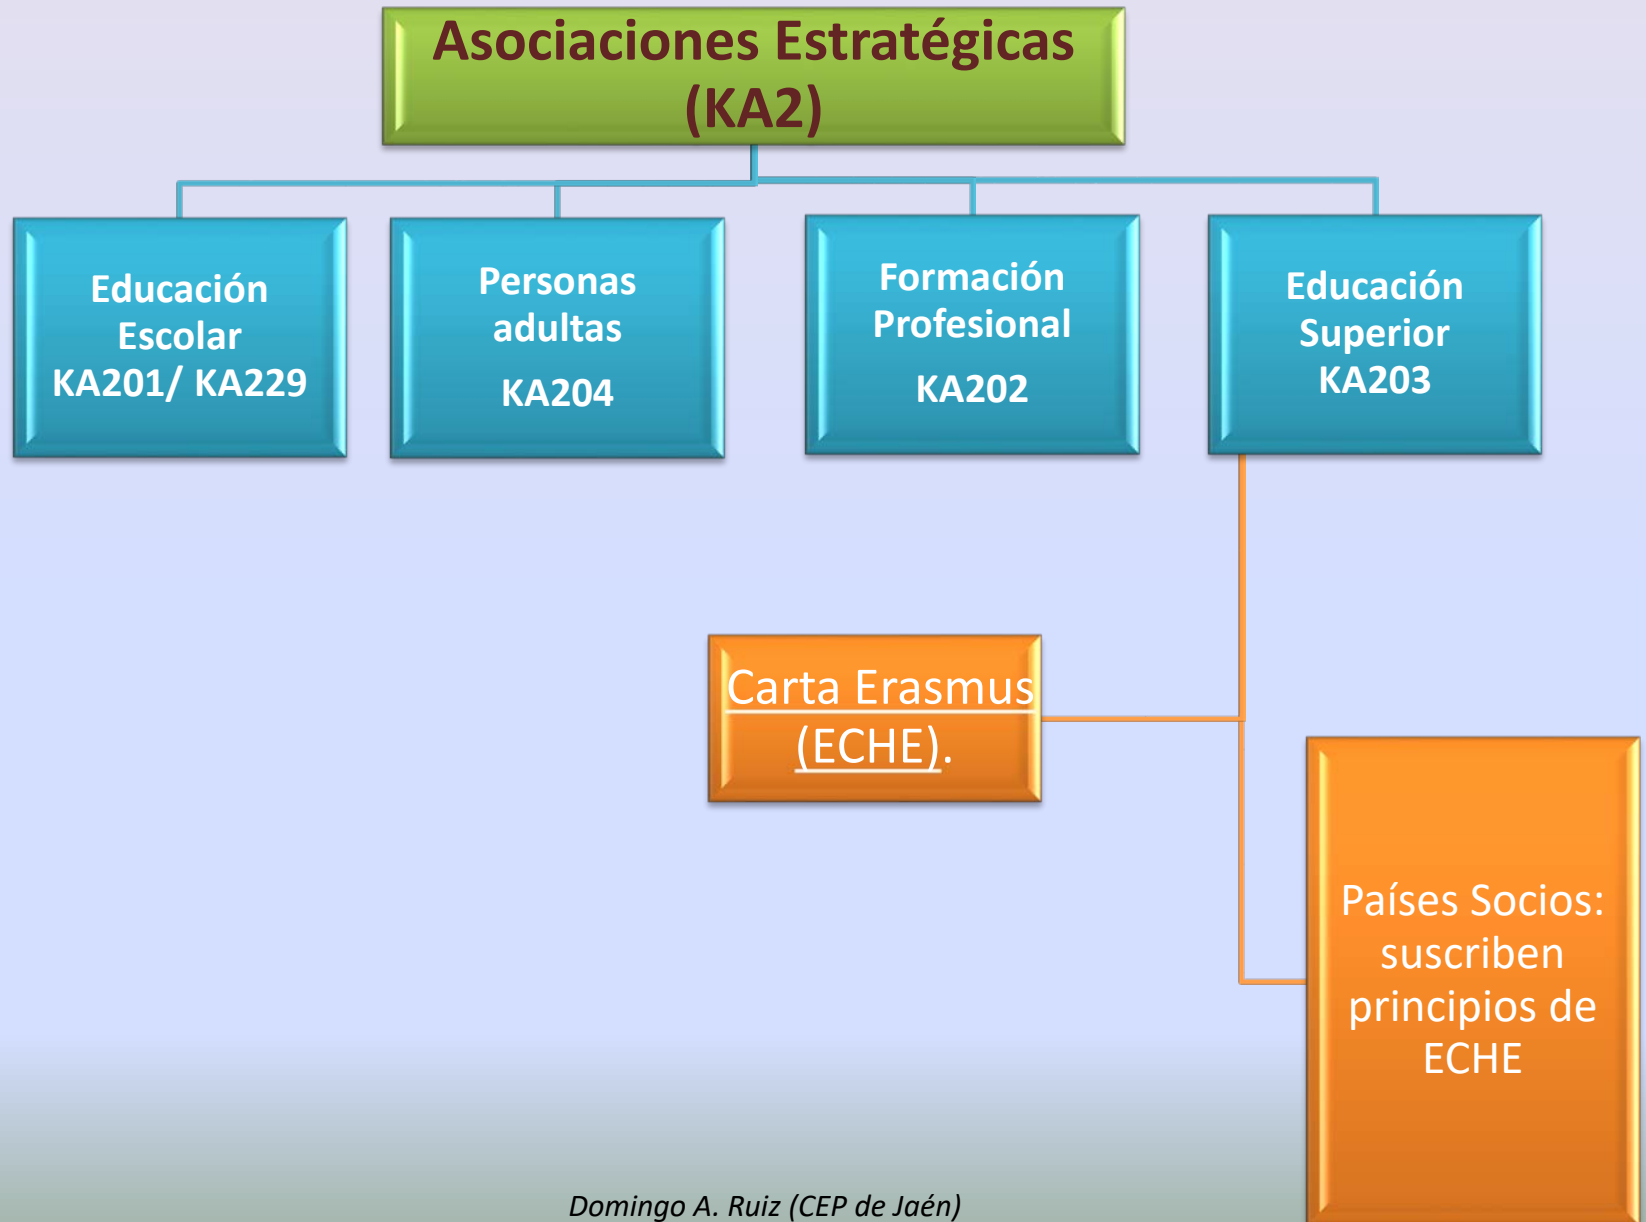 Asociaciones Estratégicas
(KA2)
Educación
Escolar
KA201/ KA229
Personas
adultas
KA204
Formación
Profesional
KA202
Educación
Superior
KA203
Carta Erasmus
(ECHE).
Países Socios:
suscriben
principios de
ECHE
Domingo A. Ruiz (CEP de Jaén)